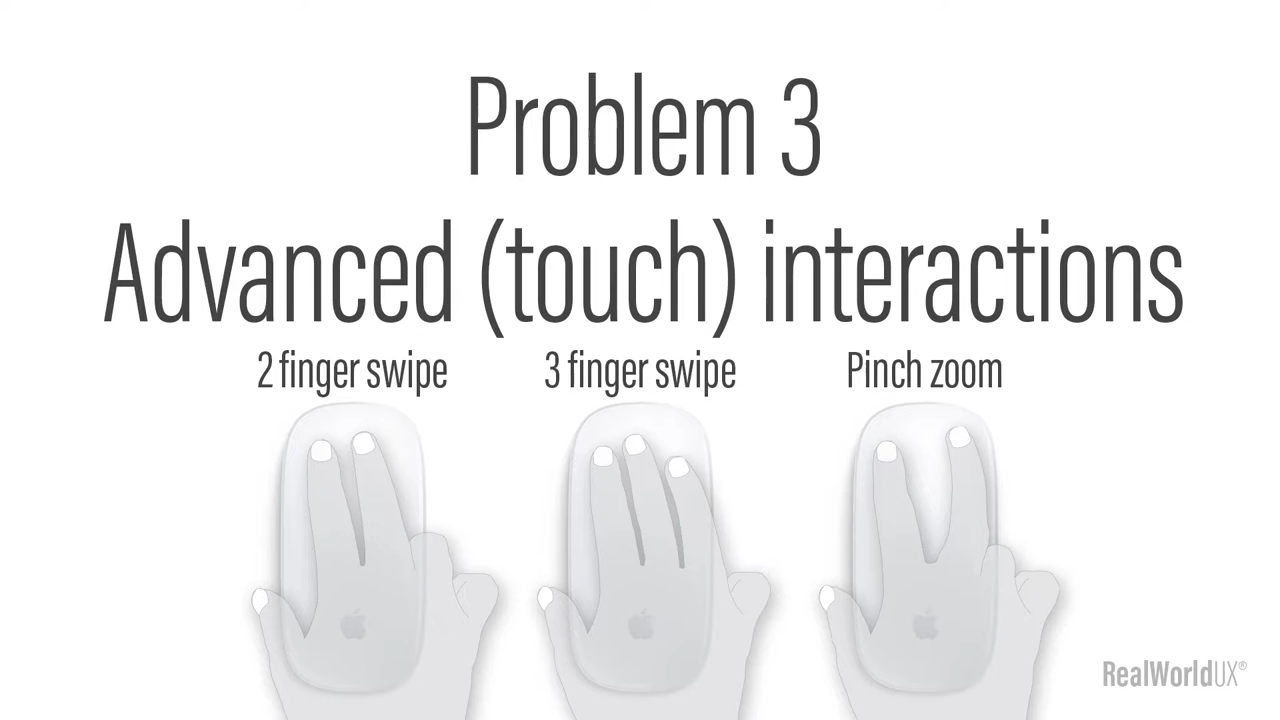 Problem 3
Advanced (touch) interactions
2 finger swipe
3 finger swipe
Pinch zoom
RealWorldUX®